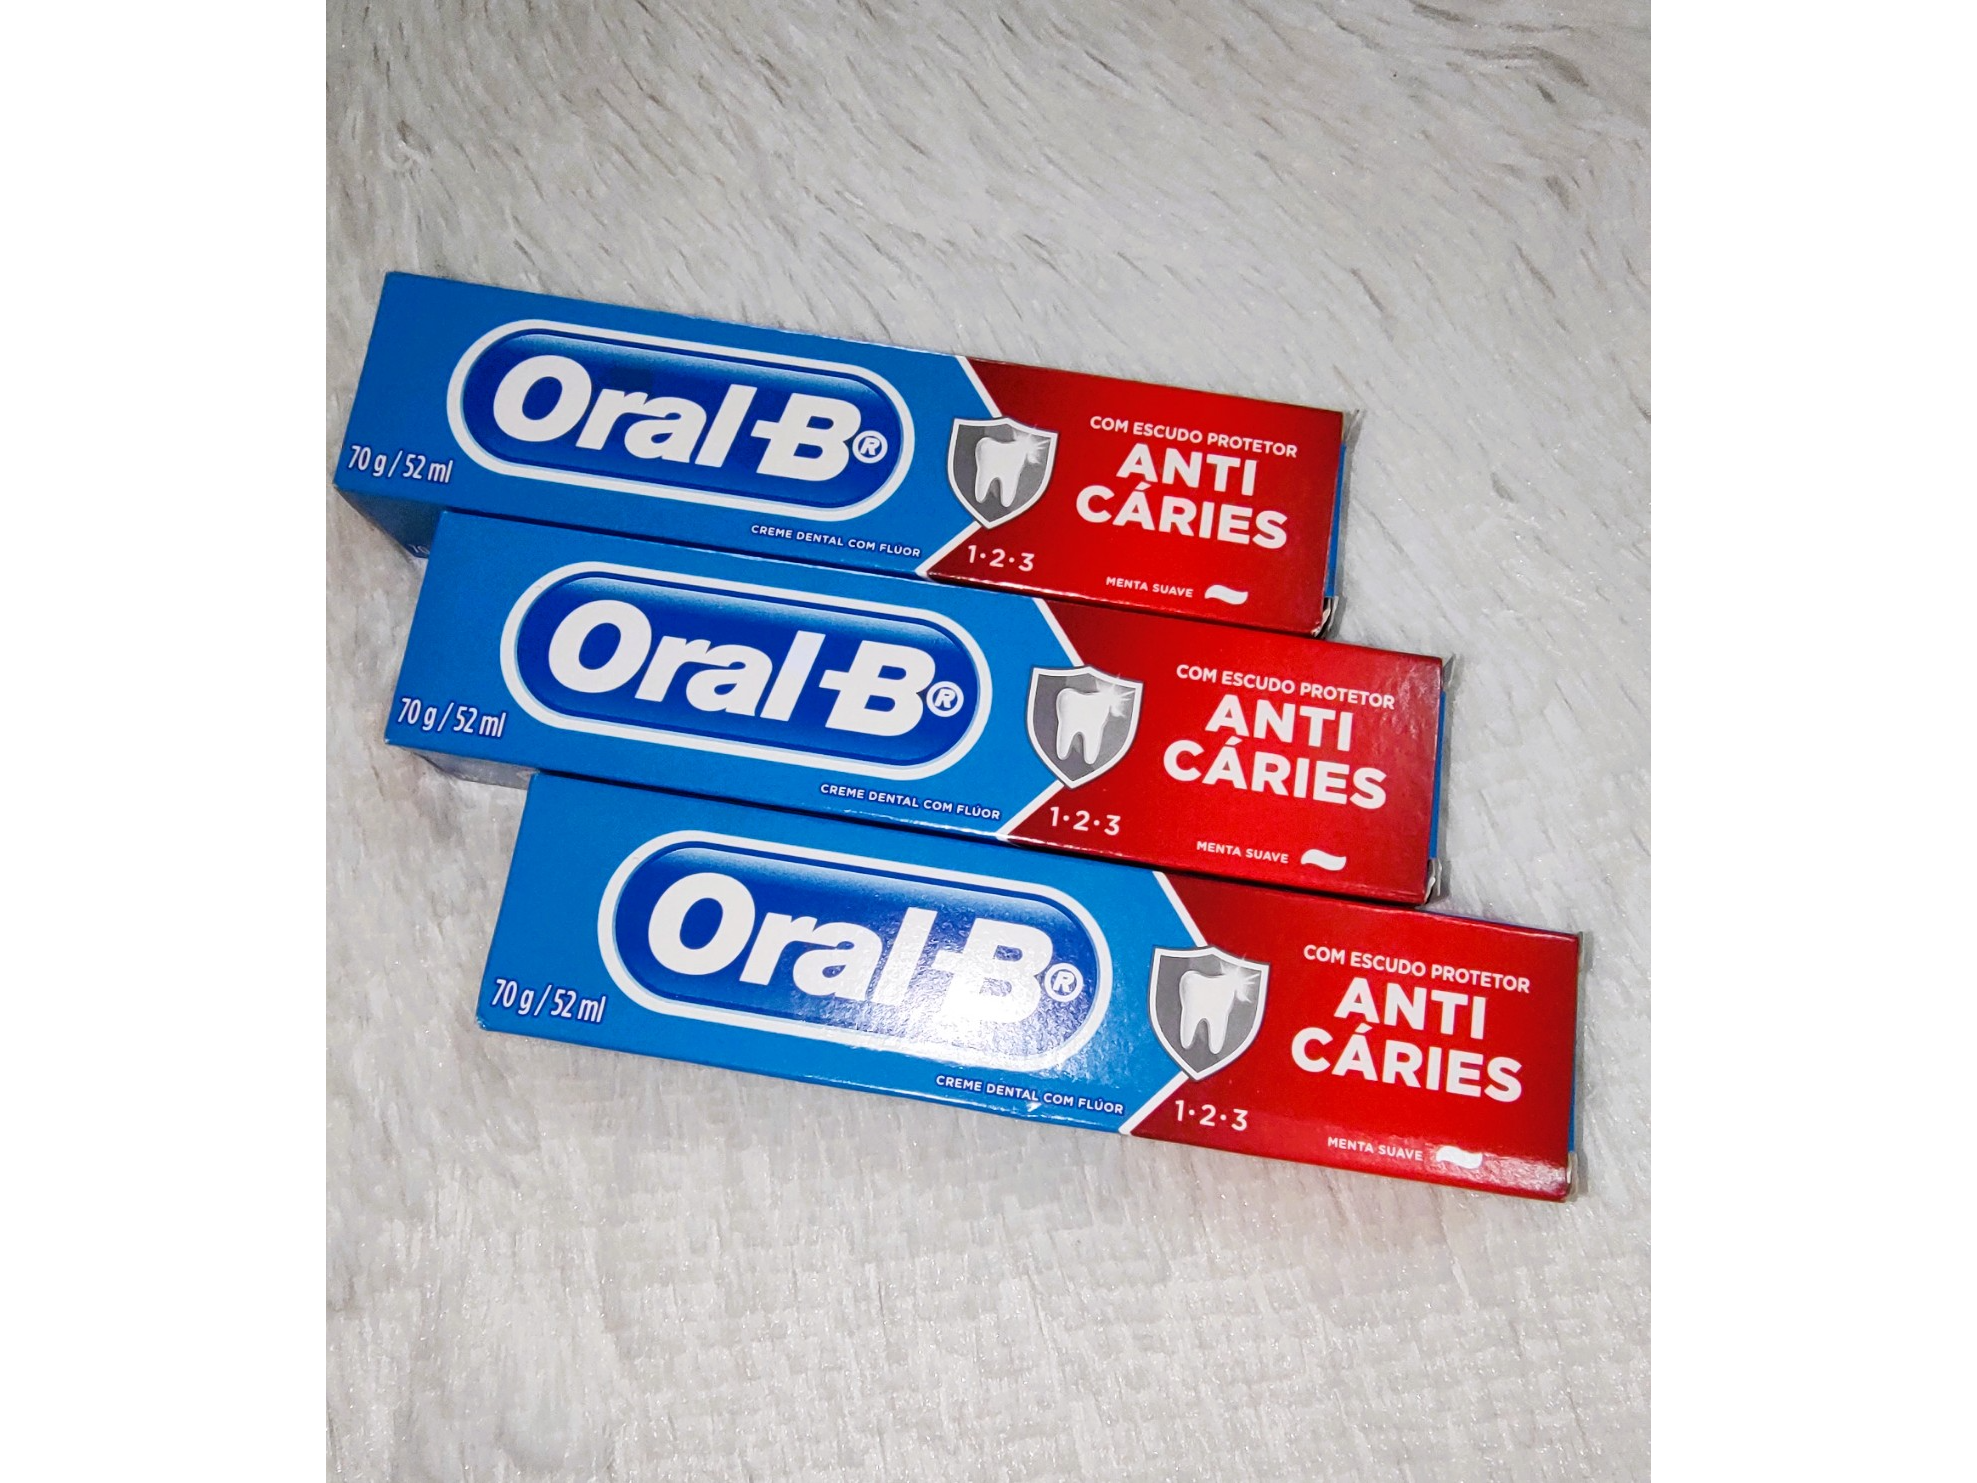 Oral-B®
COM ESCUDO PROTETOR
ANTI
CÁRIES
70 g / 52 ml
CREME DENTAL COM FLÚOR
1·2·3
MENTA SUAVE
Oral-B®
COM ESCUDO PROTETOR
ANTI
CÁRIES
70 g / 52 ml
CREME DENTAL COM FLÚOR
1·2·3
MENTA SUAVE
Oral-B®
COM ESCUDO PROTETOR
ANTI
CÁRIES
70 g / 52 ml
CREME DENTAL COM FLÚOR
1·2·3
MENTA SUAVE